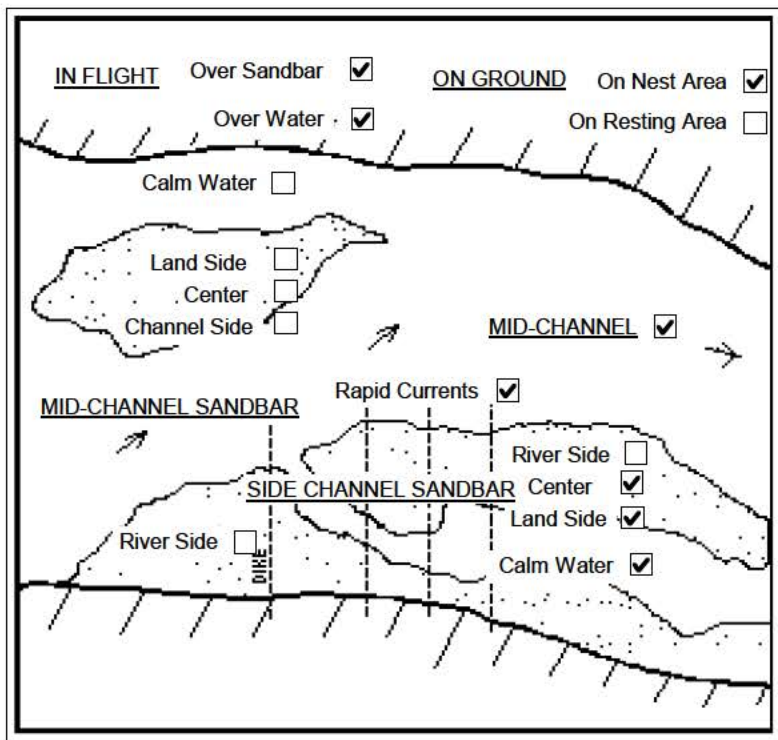 IN FLIGHT
Over Sandbar
ON GROUND
On Nest Area
Over Water
On Resting Area
Calm Water
Land Side
Center
Channel Side
MID-CHANNEL
Rapid Currents
MID-CHANNEL SANDBAR
River Side
SIDE CHANNEL SANDBAR
Center
Land Side
River Side
DIKE
Calm Water